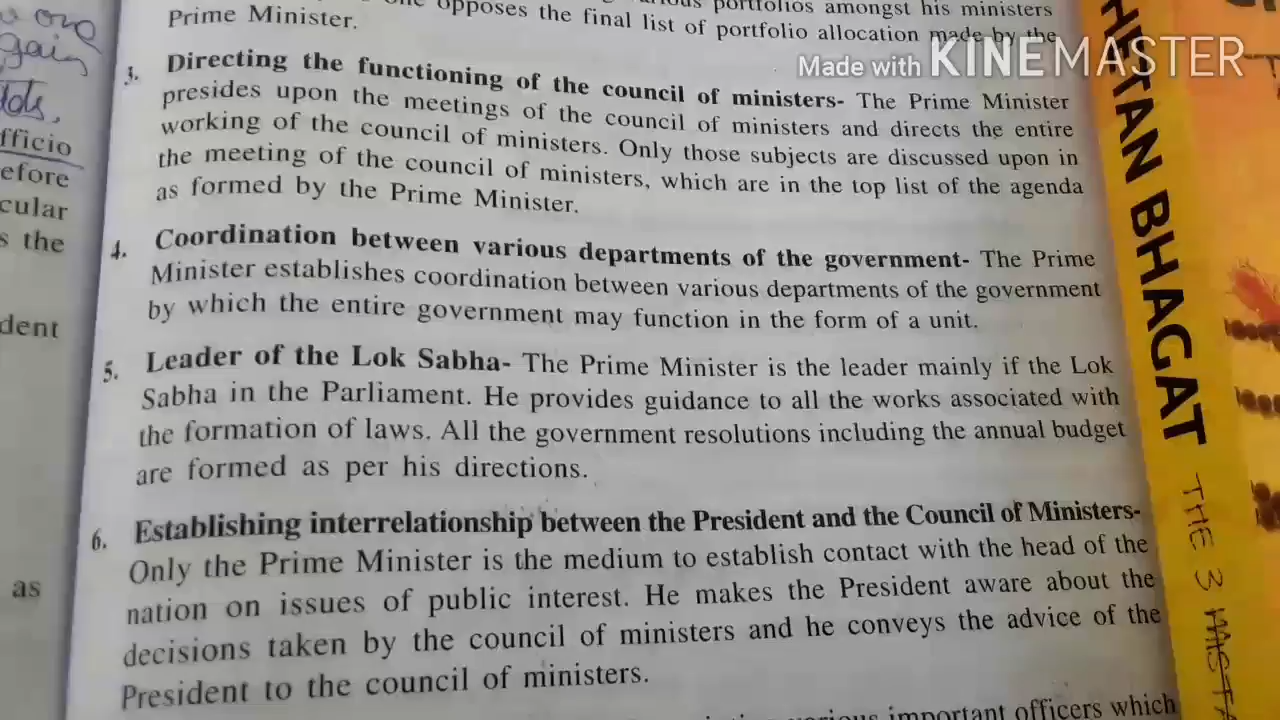 one
gain
fficio
efore
cular
s the
dent
as
opposes the final list of portfolio allocation made by the
portfolios amongst his ministers
Prime Minister.
3. Directing the functioning of the council of ministers- The Prime Minister
presides upon the meetings of the council of ministers and directs the entire
working of the council of ministers. Only those subjects are discussed upon in
the meeting of the council of ministers, which are in the top list of the agenda
as formed by the Prime Minister.
4. Coordination between various departments of the government- The Prime
Minister establishes coordination between various departments of the government
by which the entire government may function in the form of a unit.
5. Leader of the Lok Sabha- The Prime Minister is the leader mainly if the Lok
Sabha in the Parliament. He provides guidance to all the works associated with
the formation of laws. All the government resolutions including the annual budget
are formed as per his directions.
6. Establishing interrelationship between the President and the Council of Ministers-
Only the Prime Minister is the medium to establish contact with the head of the
nation on issues of public interest. He makes the President aware about the
decisions taken by the council of ministers and he conveys the advice of the
President to the council of ministers.
important officers which
Made with KINEMASTER
HETAN BHAGAT
THE 3 MIST